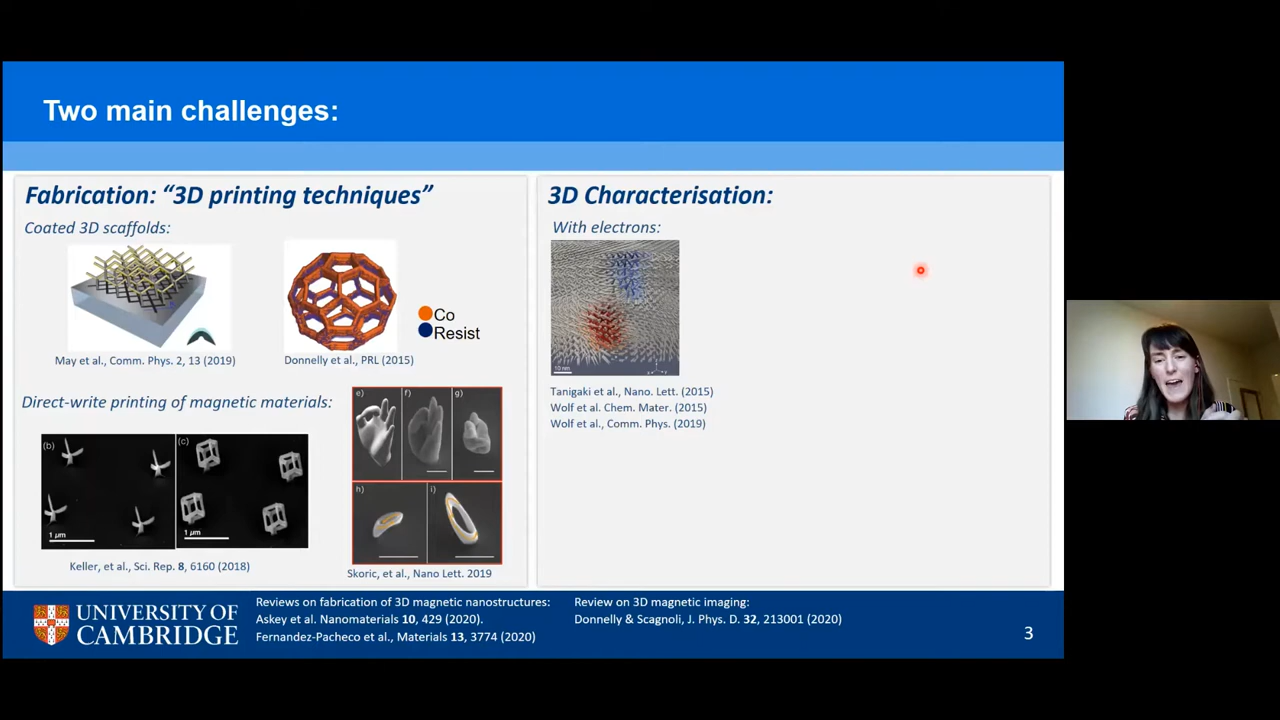 Two main challenges:
Fabrication: “3D printing techniques”
Coated 3D scaffolds:
Co
Resist
May et al., Comm. Phys. 2, 13 (2019)
Donnelly et al., PRL (2015)
Direct-write printing of magnetic materials:
(b)
(c)
1 µm
1 µm
e)
f)
g)
h)
i)
Keller, et al., Sci. Rep. 8, 6160 (2018)
Skoric, et al., Nano Lett. 2019
3D Characterisation:
With electrons:
10 nm
Tanigaki et al., Nano. Lett. (2015)
Wolf et al. Chem. Mater. (2015)
Wolf et al., Comm. Phys. (2019)
UNIVERSITY OF
CAMBRIDGE
Reviews on fabrication of 3D magnetic nanostructures:
Askey et al. Nanomaterials 10, 429 (2020).
Fernandez-Pacheco et al., Materials 13, 3774 (2020)
Review on 3D magnetic imaging:
Donnelly & Scagnoli, J. Phys. D. 32, 213001 (2020)
3